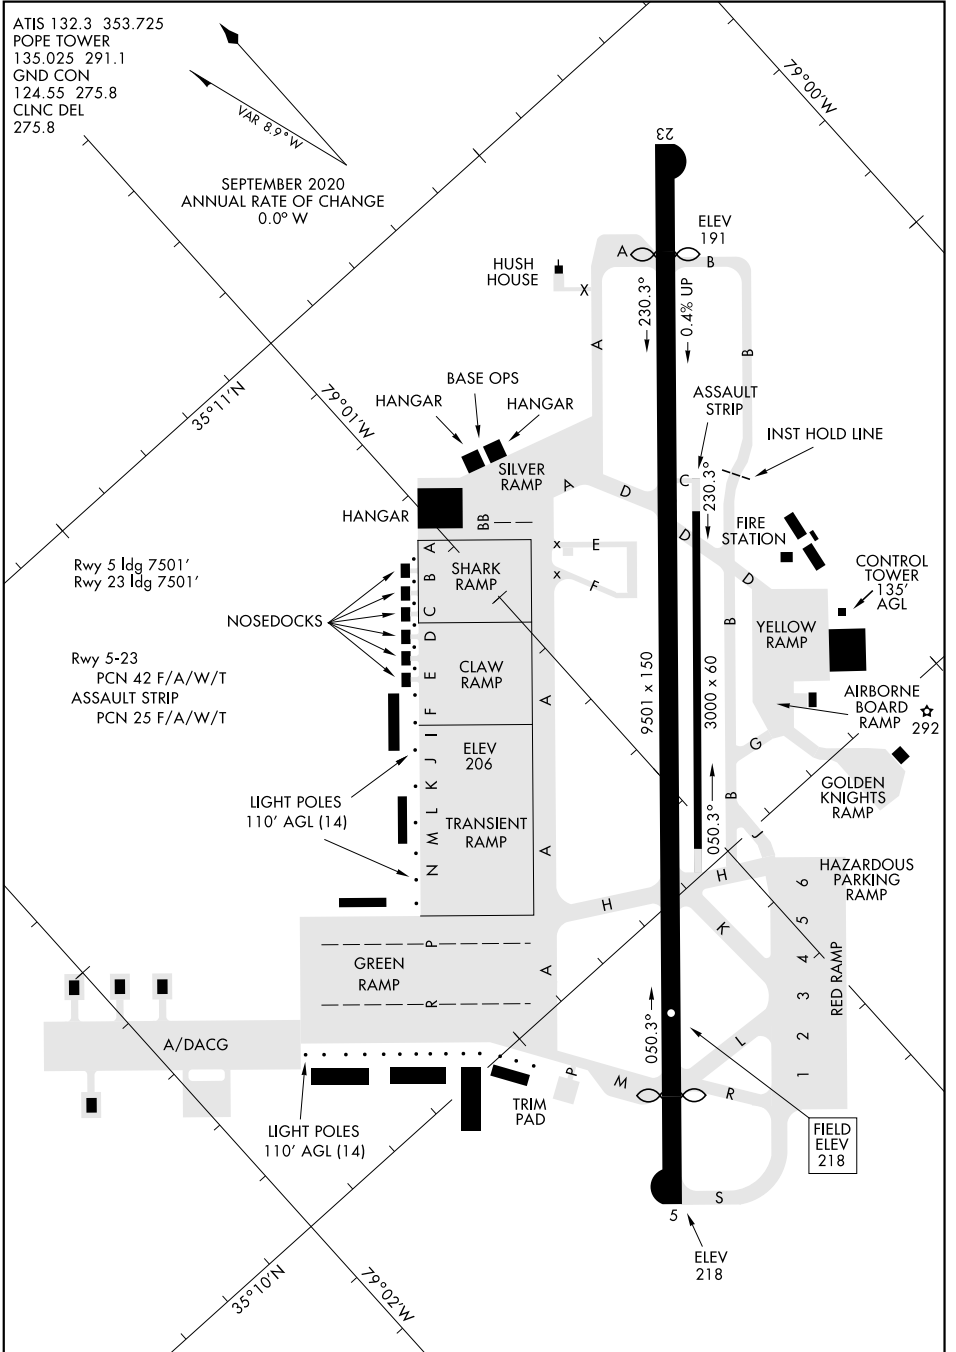 ATIS 132.3 353.725
POPE TOWER
135.025 291.1
GND CON
124.55 275.8
CLNC DEL
275.8
VAR 8.9° W
SEPTEMBER 2020
ANNUAL RATE OF CHANGE
0.0° W
79°00'W
23
ELEV
191
A
B
HUSH
HOUSE
X
230.3°
0.4% UP
A
B
35°11'N
79°01'W
BASE OPS
HANGAR
HANGAR
ASSAULT
STRIP
INST HOLD LINE
SILVER
RAMP
A
D
C
230.3°
HANGAR
BB
FIRE
STATION
D
Rwy 5 ldg 7501'
Rwy 23 ldg 7501'
A
B
C
D
E
F
I
J
K
L
M
N
SHARK
RAMP
x
E
x
F
D
CONTROL
TOWER
135'
AGL
NOSEDOCKS
B
YELLOW
RAMP
Rwy 5-23
PCN 42 F/A/W/T
ASSAULT STRIP
PCN 25 F/A/W/T
CLAW
RAMP
A
9501 x 150
3000 x 60
AIRBORNE
BOARD
RAMP
292
ELEV
206
G
GOLDEN
KNIGHTS
RAMP
LIGHT POLES
110' AGL (14)
TRANSIENT
RAMP
A
050.3°
B
J
HAZARDOUS
PARKING
RAMP
H
H
K
6
5
4
3
2
1
RED RAMP
P
GREEN
RAMP
R
A
050.3°
A/DACG
L
P
M
R
TRIM
PAD
LIGHT POLES
110' AGL (14)
FIELD
ELEV
218
S
5
ELEV
218
35°10'N
79°02'W